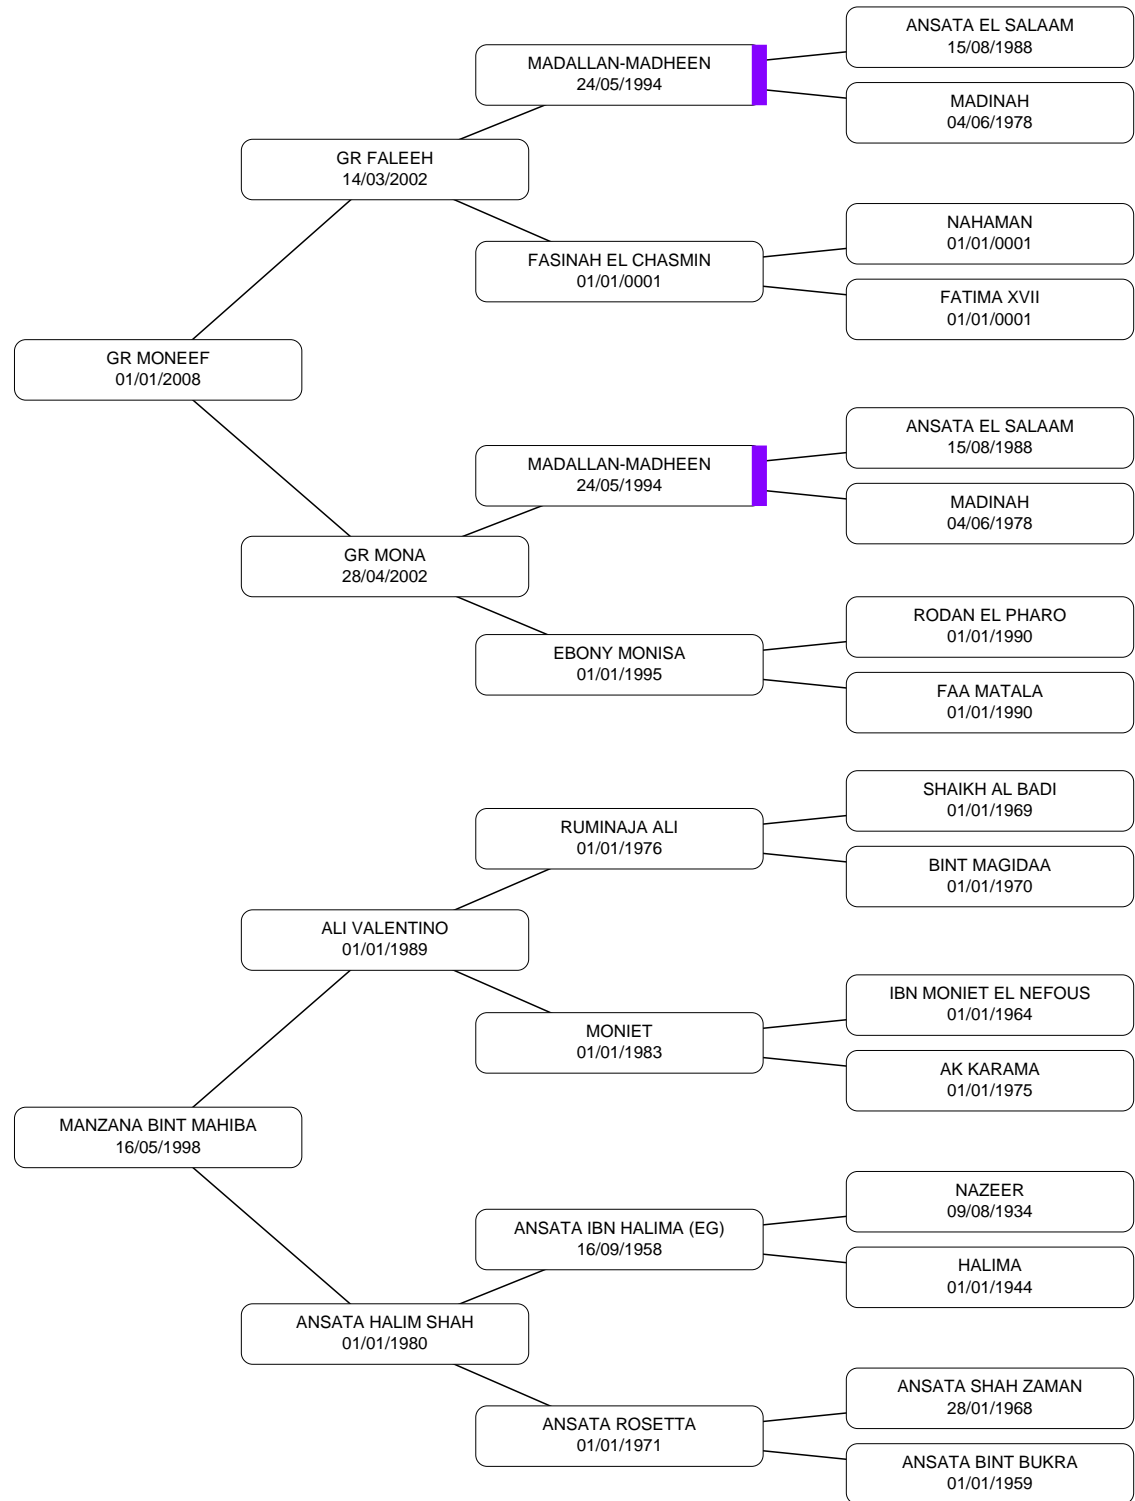 ANSATA EL SALAAM
15/08/1988
MADALLAN-MADHEEN
24/05/1994
MADINAH
04/06/1978
GR FALEEH
14/03/2002
NAHAMAN
01/01/0001
FASINAH EL CHASMIN
01/01/0001
FATIMA XVII
01/01/0001
GR MONEEF
01/01/2008
ANSATA EL SALAAM
15/08/1988
MADALLAN-MADHEEN
24/05/1994
MADINAH
04/06/1978
GR MONA
28/04/2002
RODAN EL PHARO
01/01/1990
EBONY MONISA
01/01/1995
FAA MATALA
01/01/1990
SHAIKH AL BADI
01/01/1969
RUMINAJA ALI
01/01/1976
BINT MAGIDAA
01/01/1970
ALI VALENTINO
01/01/1989
IBN MONIET EL NEFOUS
01/01/1964
MONIET
01/01/1983
AK KARAMA
01/01/1975
MANZANA BINT MAHIBA
16/05/1998
NAZEER
09/08/1934
ANSATA IBN HALIMA (EG)
16/09/1958
HALIMA
01/01/1944
ANSATA HALIM SHAH
01/01/1980
ANSATA SHAH ZAMAN
28/01/1968
ANSATA ROSETTA
01/01/1971
ANSATA BINT BUKRA
01/01/1959